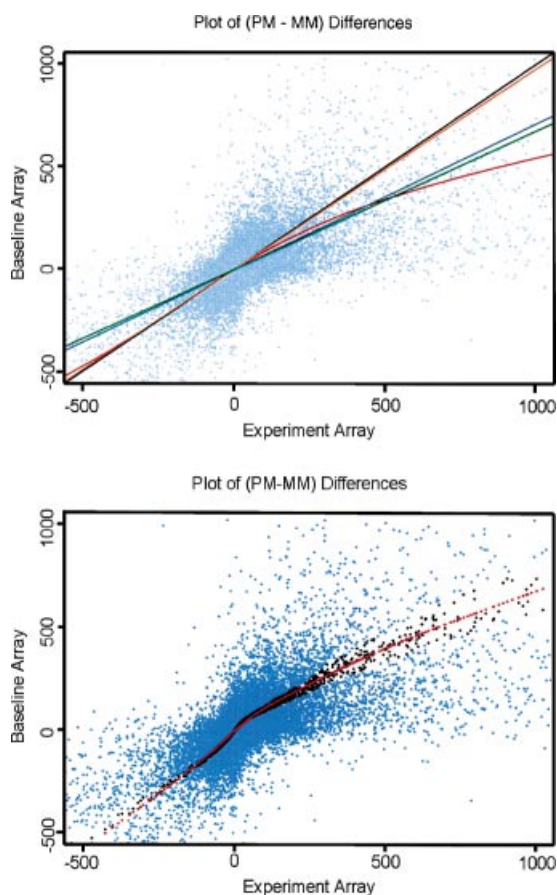 Plot of (PM - MM) Differences
1000
500
0
-500
Baseline Array
-500
0
500
1000
Experiment Array
Plot of (PM-MM) Differences
1000
500
0
-500
Baseline Array
-500
0
500
1000
Experiment Array